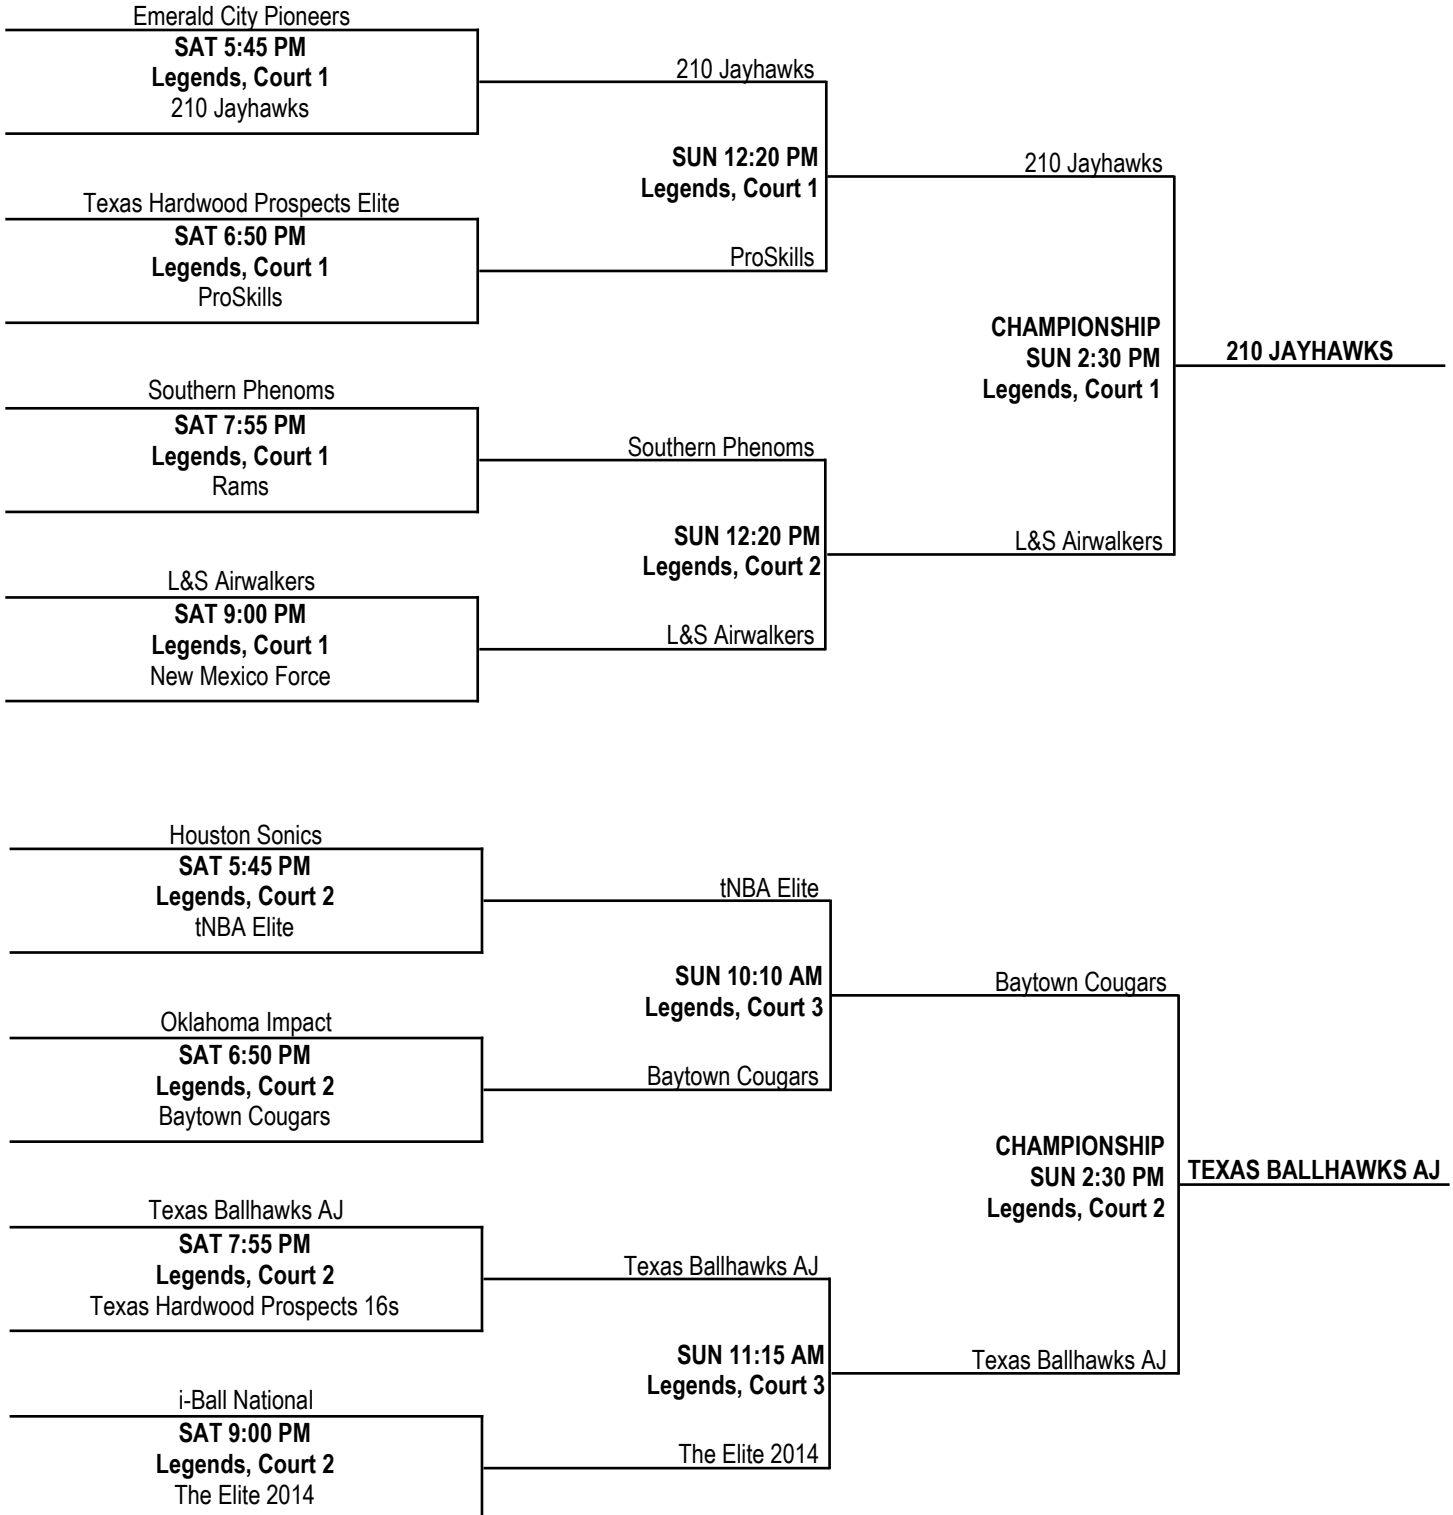 Emerald City Pioneers
SAT 5:45 PM
Legends, Court 1
210 Jayhawks
Texas Hardwood Prospects Elite
SAT 6:50 PM
Legends, Court 1
ProSkills
Southern Phenoms
SAT 7:55 PM
Legends, Court 1
Rams
L&S Airwalkers
SAT 9:00 PM
Legends, Court 1
New Mexico Force
210 Jayhawks
SUN 12:20 PM
Legends, Court 1
ProSkills
Southern Phenoms
SUN 12:20 PM
Legends, Court 2
L&S Airwalkers
210 Jayhawks
CHAMPIONSHIP
SUN 2:30 PM
Legends, Court 1
L&S Airwalkers
210 JAYHAWKS
Houston Sonics
SAT 5:45 PM
Legends, Court 2
tNBA Elite
Oklahoma Impact
SAT 6:50 PM
Legends, Court 2
Baytown Cougars
Texas Ballhawks AJ
SAT 7:55 PM
Legends, Court 2
Texas Hardwood Prospects 16s
i-Ball National
SAT 9:00 PM
Legends, Court 2
The Elite 2014
tNBA Elite
SUN 10:10 AM
Legends, Court 3
Baytown Cougars
Texas Ballhawks AJ
SUN 11:15 AM
Legends, Court 3
The Elite 2014
Baytown Cougars
CHAMPIONSHIP
SUN 2:30 PM
Legends, Court 2
Texas Ballhawks AJ
TEXAS BALLHAWKS AJ